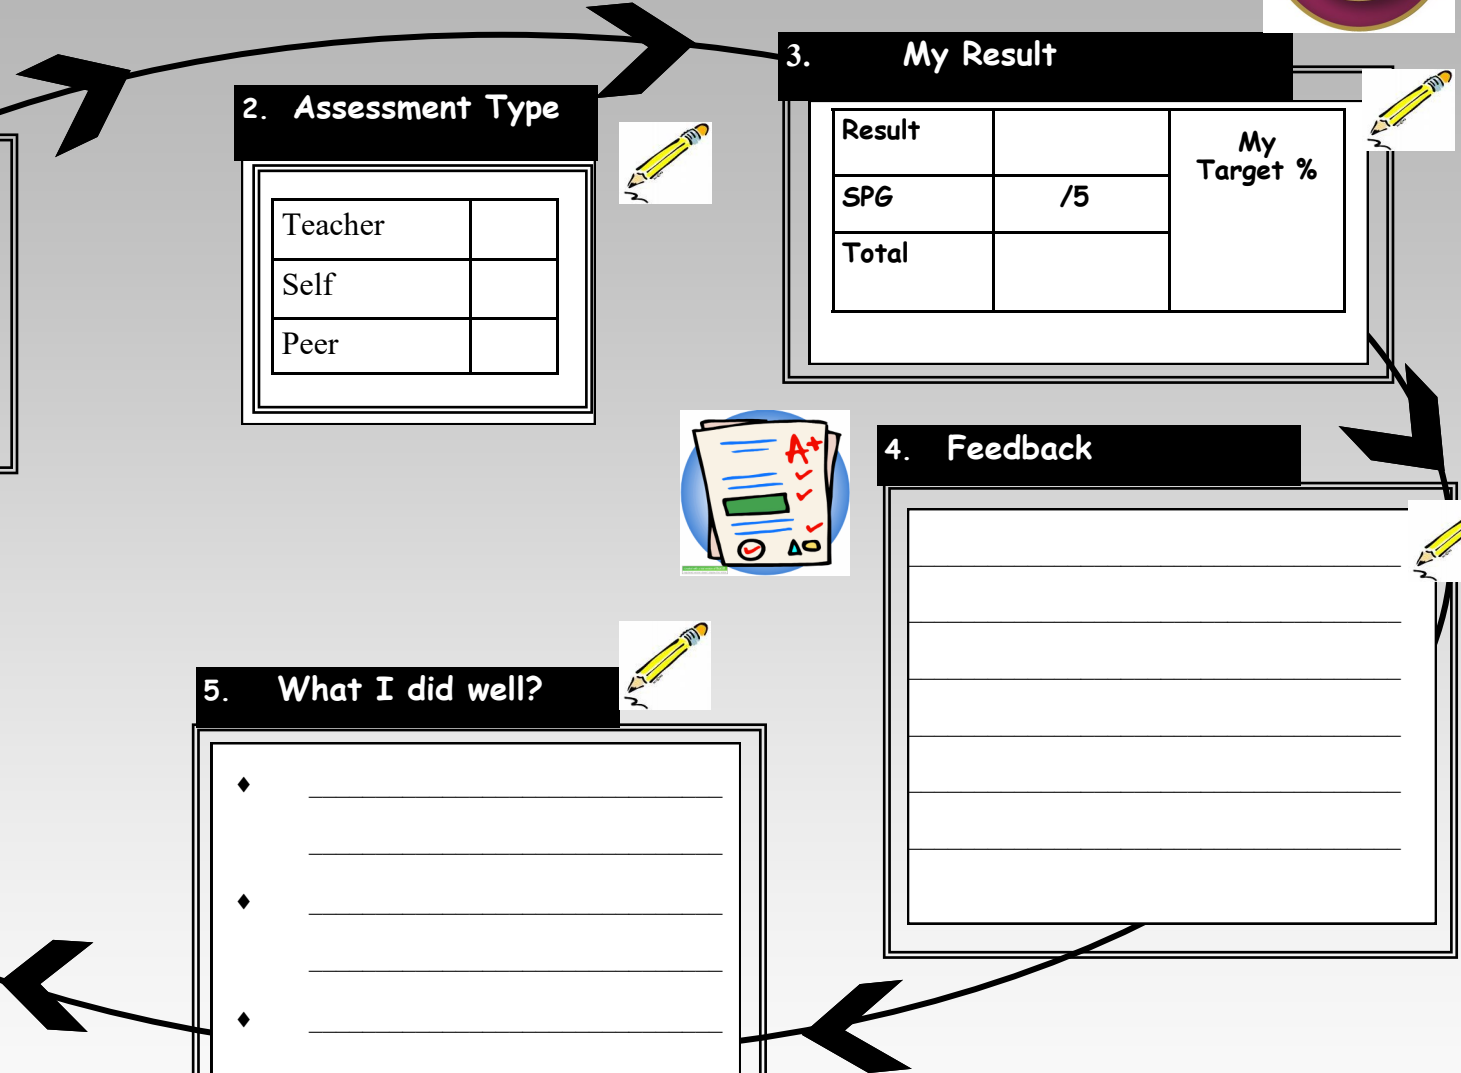 2. Assessment Type
Teacher
Self
Peer
3. My Result
Result
My
Target %
SPG /5
Total
A+
4. Feedback
5. What I did well?